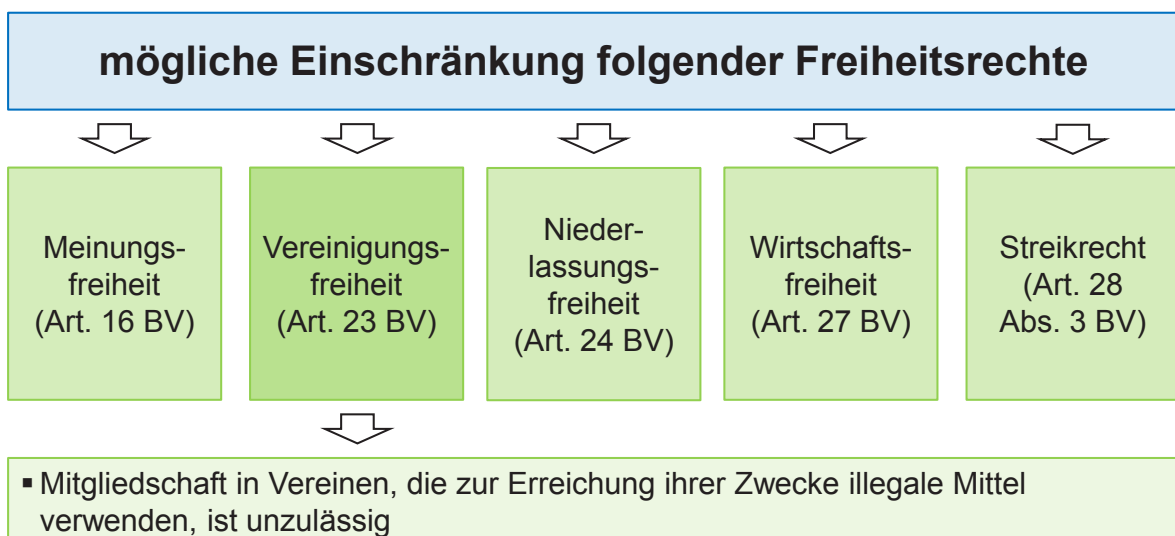 mögliche Einschränkung folgender Freiheitsrechte
Meinungs-
freiheit
(Art. 16 BV)
Vereinigungs-
freiheit
(Art. 23 BV)
Nieder-
lassungs-
freiheit
(Art. 24 BV)
Wirtschafts-
freiheit
(Art. 27 BV)
Streikrecht
(Art. 28
Abs. 3 BV)
▪ Mitgliedschaft in Vereinen, die zur Erreichung ihrer Zwecke illegale Mittel
verwenden, ist unzulässig